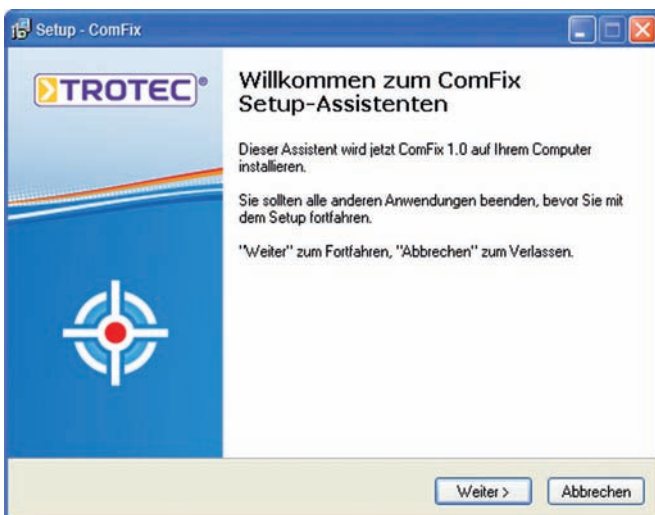 Setup - ComFix
TROTEC®
Willkommen zum ComFix
Setup-Assistenten
Dieser Assistent wird jetzt ComFix 1.0 auf Ihrem Computer
installieren.
Sie sollten alle anderen Anwendungen beenden, bevor Sie mit
dem Setup fortfahren.
"Weiter" zum Fortfahren, "Abbrechen" zum Verlassen.
Weiter >
Abbrechen